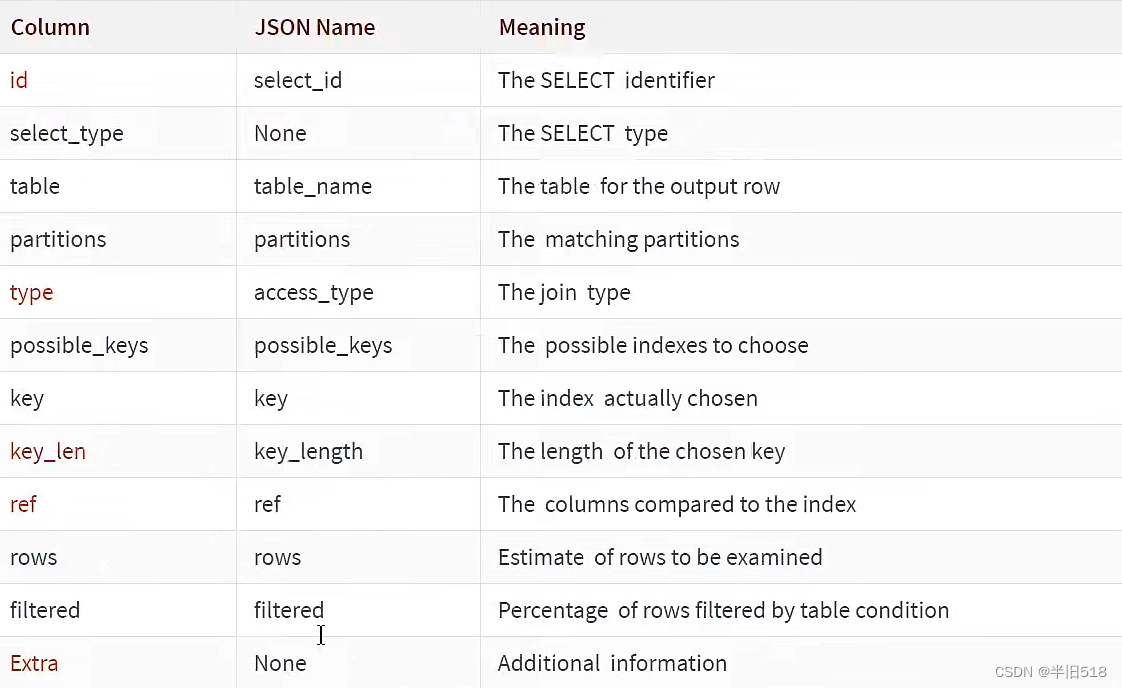 Column JSON Name Meaning
id select_id The SELECT identifier
select_type None The SELECT type
table table_name The table for the output row
partitions partitions The matching partitions
type access_type The join type
possible_keys possible_keys The possible indexes to choose
key key The index actually chosen
key_len key_length The length of the chosen key
ref ref The columns compared to the index
rows rows Estimate of rows to be examined
filtered filtered Percentage of rows filtered by table condition
Extra None Additional information
CSDN @半旧518